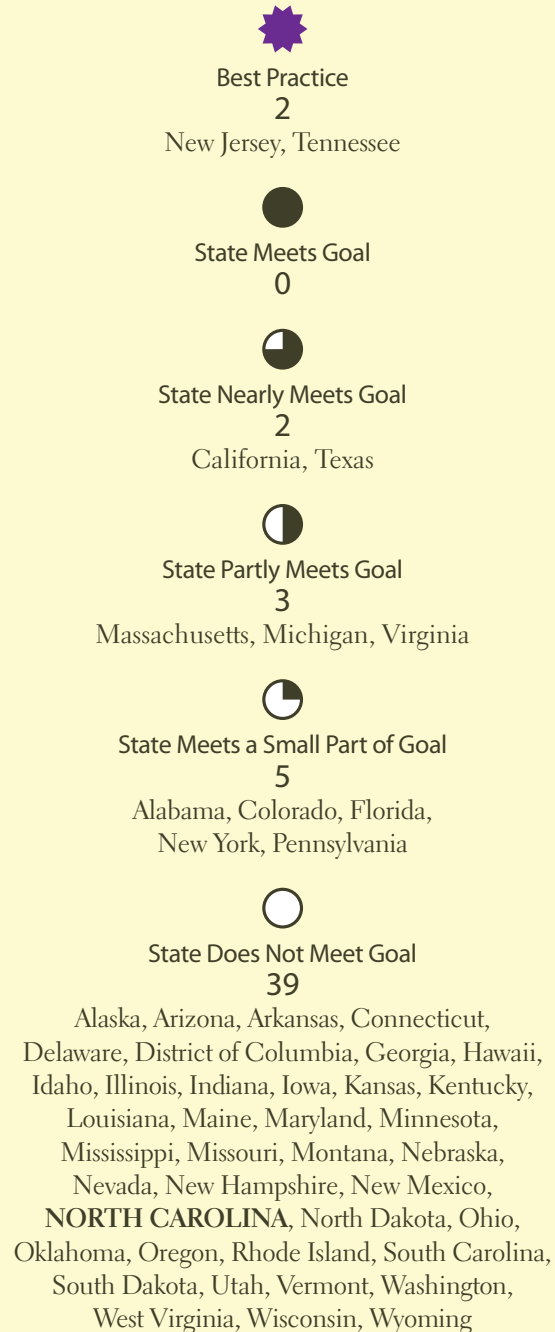 Best Practice
2
New Jersey, Tennessee
State Meets Goal
0
State Nearly Meets Goal
2
California, Texas
State Partly Meets Goal
3
Massachusetts, Michigan, Virginia
State Meets a Small Part of Goal
5
Alabama, Colorado, Florida,
New York, Pennsylvania
State Does Not Meet Goal
39
Alaska, Arizona, Arkansas, Connecticut,
Delaware, District of Columbia, Georgia, Hawaii,
Idaho, Illinois, Indiana, Iowa, Kansas, Kentucky,
Louisiana, Maine, Maryland, Minnesota,
Mississippi, Missouri, Montana, Nebraska,
Nevada, New Hampshire, New Mexico,
NORTH CAROLINA, North Dakota, Ohio,
Oklahoma, Oregon, Rhode Island, South Carolina,
South Dakota, Utah, Vermont, Washington,
West Virginia, Wisconsin, Wyoming